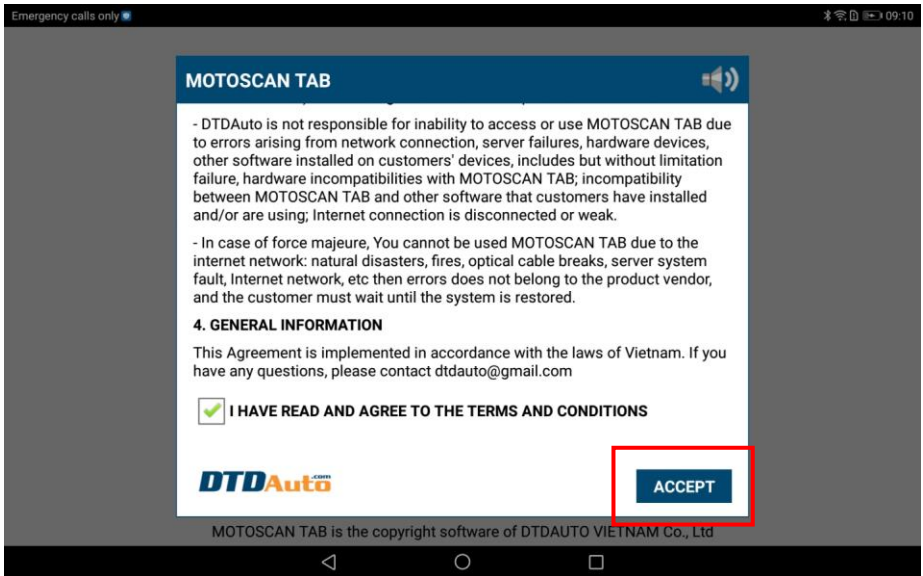 Emergency calls only
09:10
MOTOSCAN TAB
- DTDAuto is not responsible for inability to access or use MOTOSCAN TAB due
to errors arising from network connection, server failures, hardware devices,
other software installed on customers' devices, includes but without limitation
failure, hardware incompatibilities with MOTOSCAN TAB; incompatibility
between MOTOSCAN TAB and other software that customers have installed
and/or are using; Internet connection is disconnected or weak.
- In case of force majeure, You cannot be used MOTOSCAN TAB due to the
internet network: natural disasters, fires, optical cable breaks, server system
fault, Internet network, etc then errors does not belong to the product vendor,
and the customer must wait until the system is restored.
4. GENERAL INFORMATION
This Agreement is implemented in accordance with the laws of Vietnam. If you
have any questions, please contact dtdauto@gmail.com
I HAVE READ AND AGREE TO THE TERMS AND CONDITIONS
DTDAuto.com
ACCEPT
MOTOSCAN TAB is the copyright software of DTDAUTO VIETNAM Co., Ltd